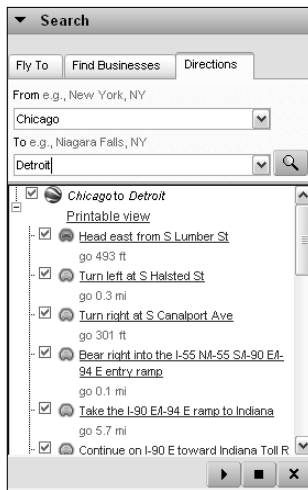 Search
Fly To Find Businesses Directions
From e.g., New York, NY
Chicago
To e.g., Niagara Falls, NY
Detroit
Chicago to Detroit
Printable view
Head east from S Lumber St
go 493 ft
Turn left at S Halsted St
go 0.3 mi
Turn right at S Canalport Ave
go 301 ft
Bear right into the I-55 N/I-55 S/I-90 E/I-
94 E entry ramp
go 0.1 mi
Take the I-90 E/I-94 E ramp to Indiana
go 5.7 mi
Continue on I-90 E toward Indiana Toll R